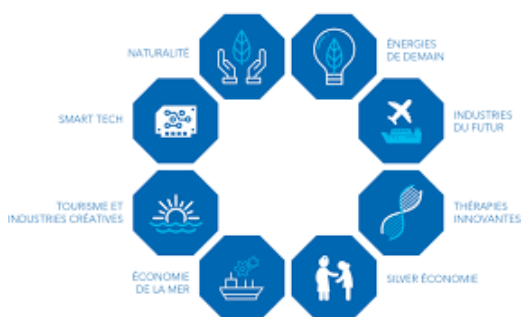 NATURALITÉ
ÉNERGIES
DE DEMAIN
SMART TECH
INDUSTRIES
DU FUTUR
TOURISME ET
INDUSTRIES CRÉATIVES
THÉRAPIES
INNOVANTES
ÉCONOMIE
DE LA MER
SILVER ÉCONOMIE